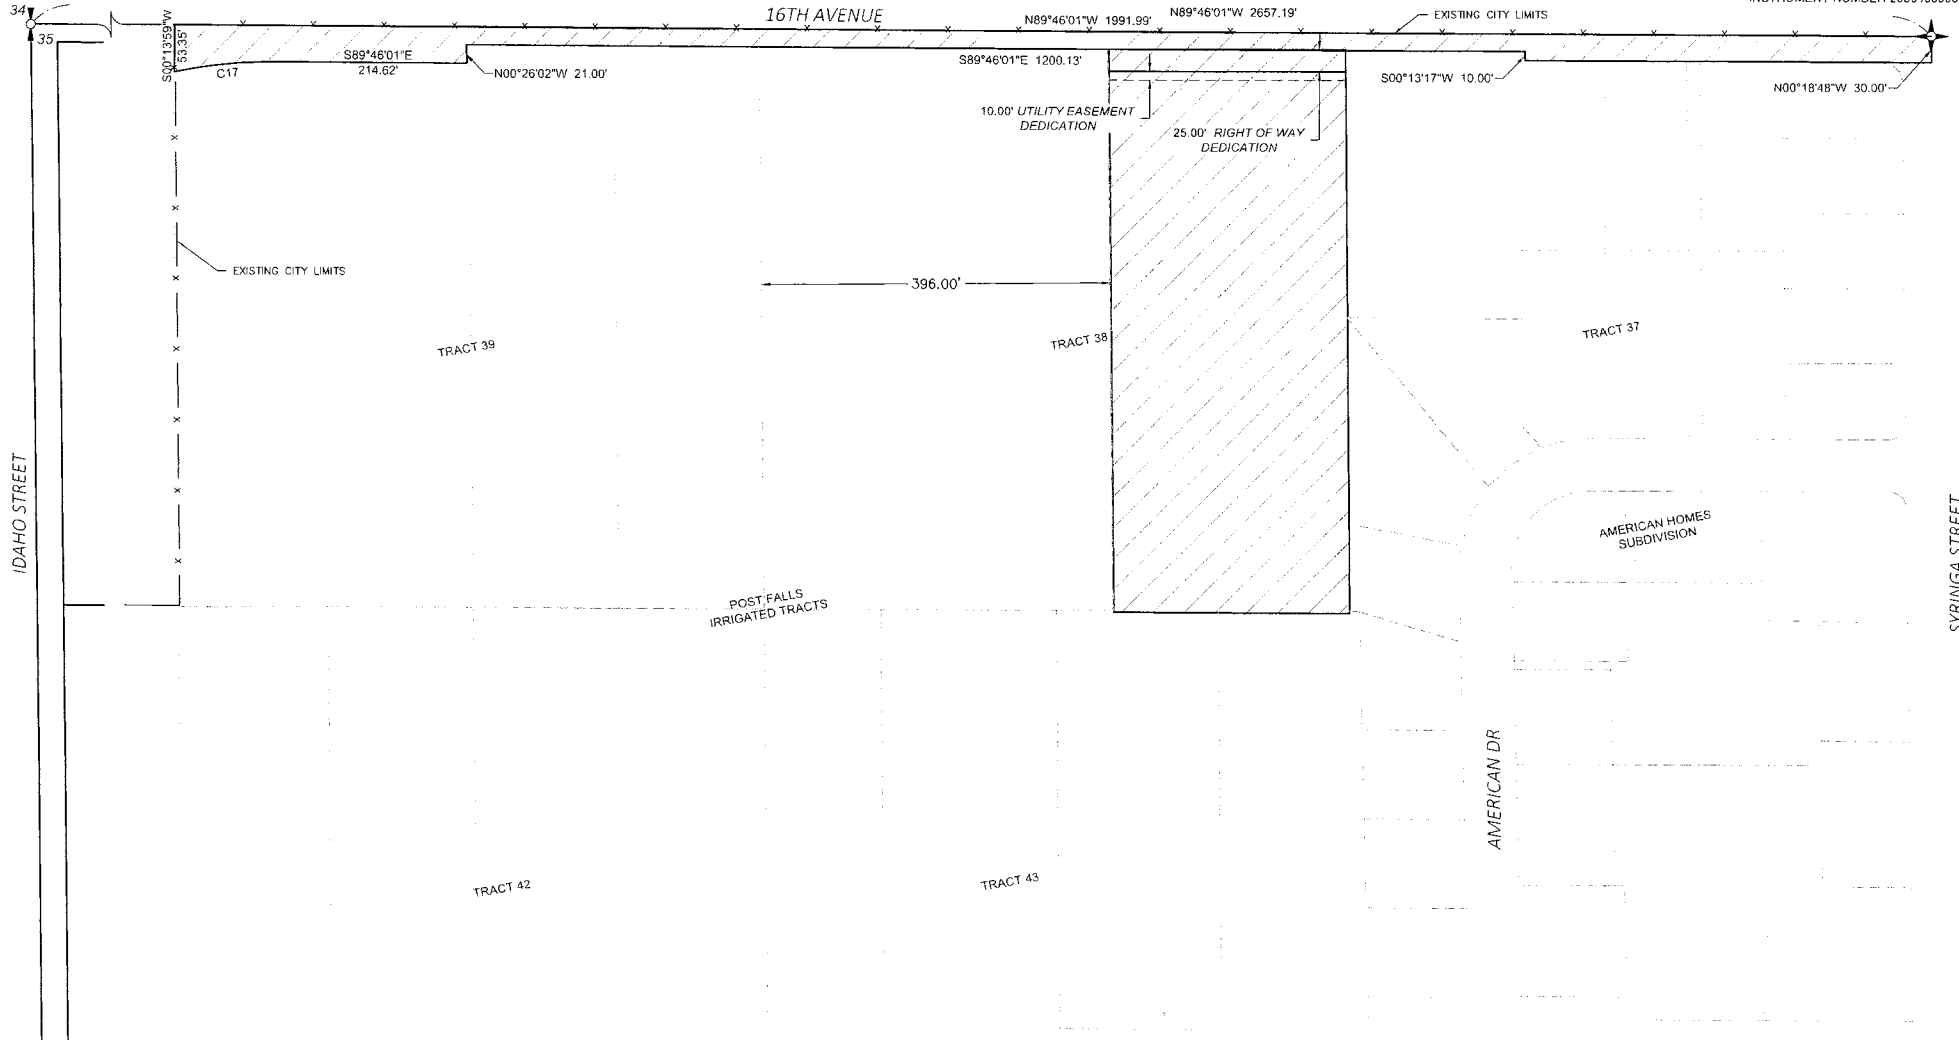 34
35
16TH AVENUE
N89°46'01"W 1991.99'
N89°46'01"W 2657.19'
EXISTING CITY LIMITS
S00°13'59"W
53.35'
C17
S89°46'01"E
214.62'
N00°26'02"W 21.00'
S89°46'01"E 1200.13'
S00°13'17"W 10.00'
N00°18'48"W 30.00'
10.00' UTILITY EASEMENT
DEDICATION
25.00' RIGHT OF WAY
DEDICATION
EXISTING CITY LIMITS
396.00'
TRACT 39
TRACT 38
TRACT 37
IDAHO STREET
AMERICAN HOMES
SUBDIVISION
SYRINGA STREET
POST FALLS
IRRIGATED TRACTS
AMERICAN DR
TRACT 42
TRACT 43